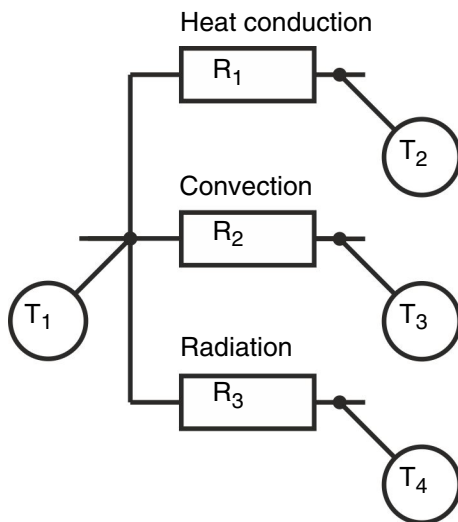 Heat conduction
R1
T2
Convection
R2
T1
T3
Radiation
R3
T4